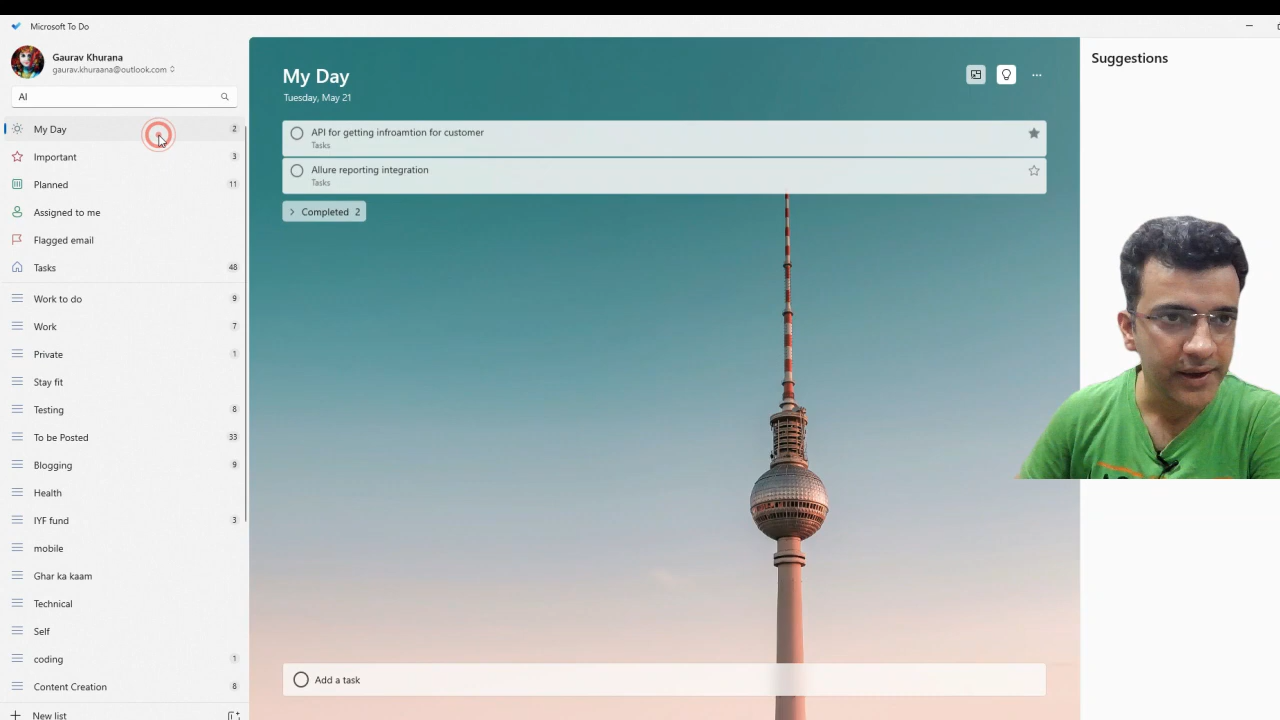 Microsoft To Do
Gaurav Khurana
gaurav.khuraana@outlook.com
AI
My Day 2
Important 3
Planned 11
Assigned to me
Flagged email
Tasks 48
Work to do 9
Work 7
Private 1
Stay fit
Testing 8
To be Posted 33
Blogging 9
Health
IYF fund 3
mobile
Ghar ka kaam
Technical
Self
coding 1
Content Creation 8
New list
My Day
Tuesday, May 21
API for getting infroamtion for customer
Tasks
Allure reporting integration
Tasks
Completed 2
Add a task
Suggestions